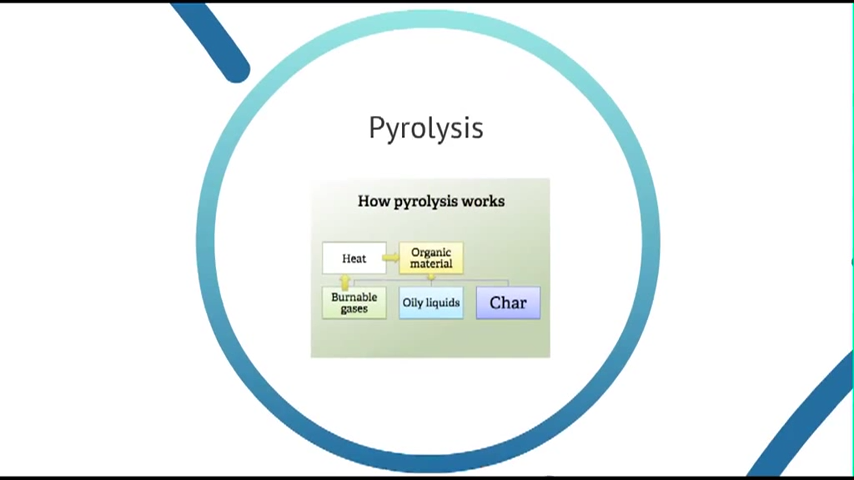 Pyrolysis
How pyrolysis works
Heat
Organic
material
Burnable
gases
Oily liquids
Char